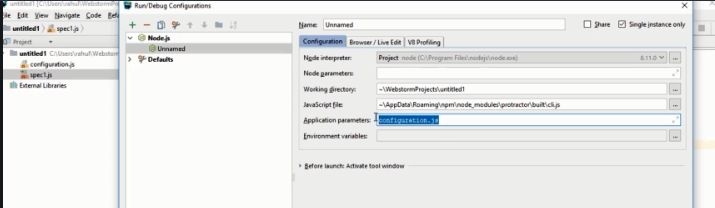 untitled1 [C:\Users\rahul\Webstorm
File Edit View Navigate Code Refa
untitled1 spec1.js
Project
untitled1 C:\Users\rahul\Webstorm
configuration.js
spec1.js
External Libraries
Run/Debug Configurations
Node.js
Unnamed
Defaults
Name: Unnamed
Share Single instance only
Configuration Browser / Live Edit V8 Profiling
Node interpreter: Project node (C:\Program Files\nodejs\node.exe) 6.11.0
Node parameters:
Working directory: ~\WebstormProjects\untitled1
JavaScript file: ~\AppData\Roaming\npm\node_modules\protractor\built\cli.js
Application parameters: configuration.js
Environment variables:
Before launch: Activate tool window